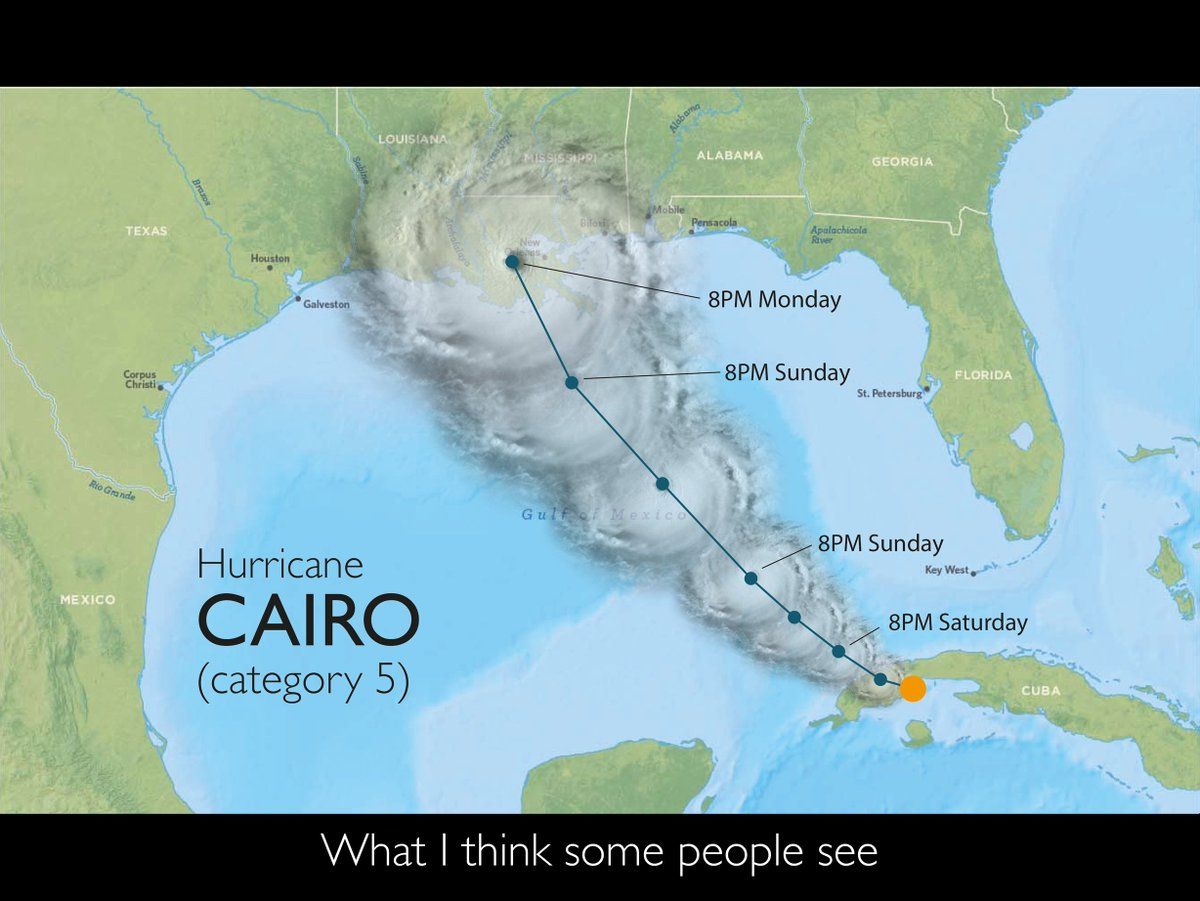 LOUISIANA
MISSISSIPPI
Mississippi
Alabama
ALABAMA
GEORGIA
Sabine
Brazos
TEXAS
Atchafalaya
Biloxi
Mobile
Pensacola
Apalachicola
River
Houston
New
Orleans
Galveston
8PM Monday
8PM Sunday
Corpus
Christi
FLORIDA
St. Petersburg
Rio Grande
Gulf of Mexico
8PM Sunday
Key West
Hurricane
CAIRO
(category 5)
MEXICO
8PM Saturday
CUBA
What I think some people see